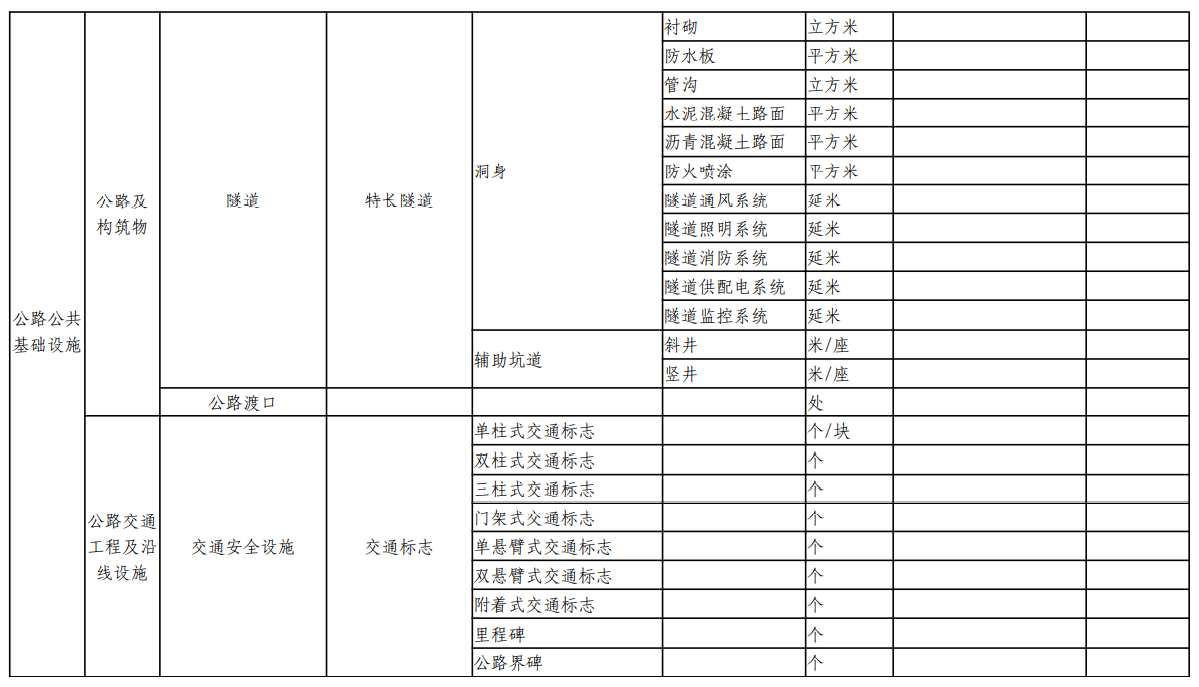 衬砌 立方米
防水板 平方米
管沟 立方米
水泥混凝土路面 平方米
沥青混凝土路面 平方米
洞身 防火喷涂 平方米
公路及
构筑物 隧道 特长隧道 隧道通风系统 延米
隧道照明系统 延米
隧道消防系统 延米
隧道供配电系统 延米
公路公共
基础设施 隧道监控系统 延米
辅助坑道 斜井 米/座
竖井 米/座
公路渡口 处
单柱式交通标志 个/块
双柱式交通标志 个
三柱式交通标志 个
门架式交通标志 个
公路交通
工程及沿
线设施 交通安全设施 交通标志 单悬臂式交通标志 个
双悬臂式交通标志 个
附着式交通标志 个
里程碑 个
公路界碑 个